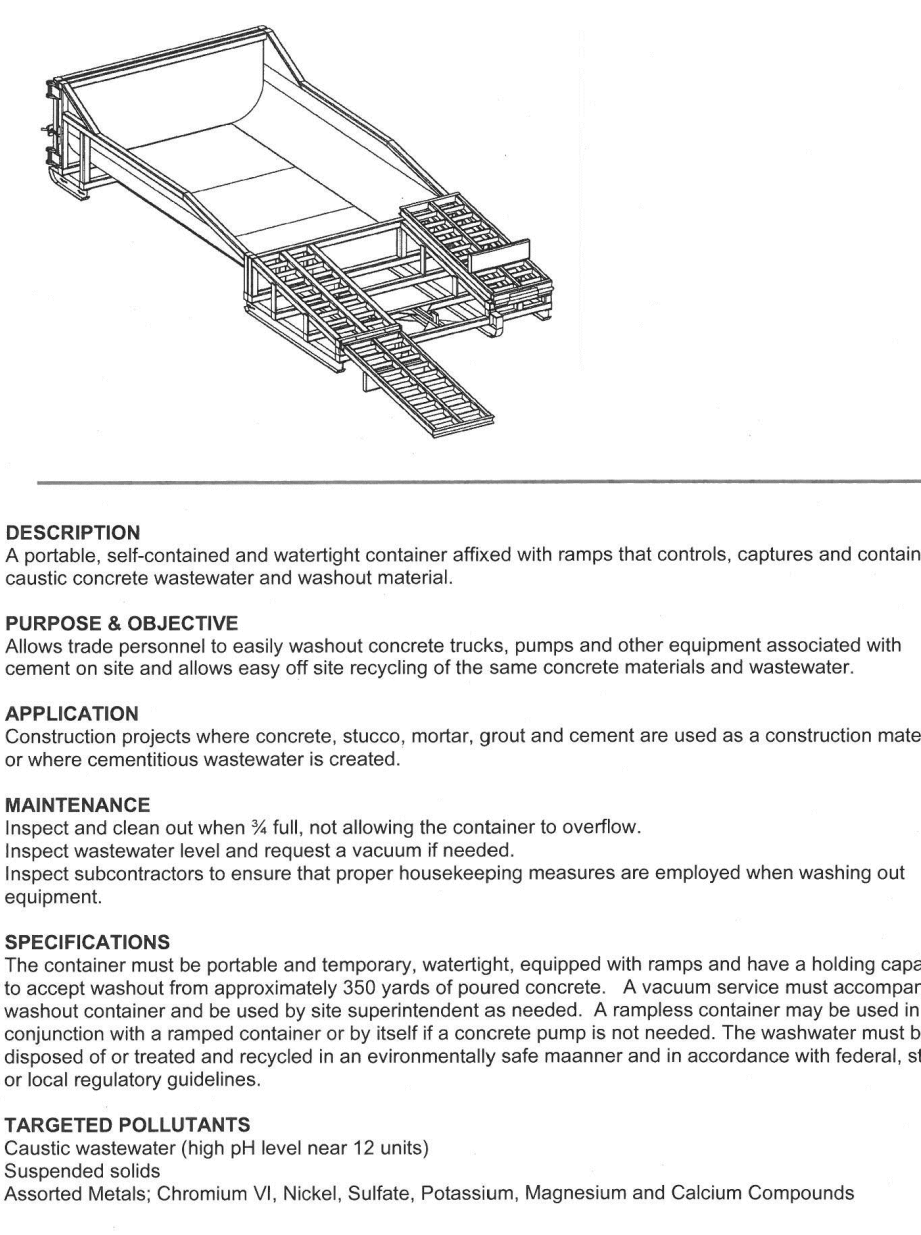 DESCRIPTION
A portable, self-contained and watertight container affixed with ramps that controls, captures and contain
caustic concrete wastewater and washout material.
PURPOSE & OBJECTIVE
Allows trade personnel to easily washout concrete trucks, pumps and other equipment associated with
cement on site and allows easy off site recycling of the same concrete materials and wastewater.
APPLICATION
Construction projects where concrete, stucco, mortar, grout and cement are used as a construction mate
or where cementitious wastewater is created.
MAINTENANCE
Inspect and clean out when ¾ full, not allowing the container to overflow.
Inspect wastewater level and request a vacuum if needed.
Inspect subcontractors to ensure that proper housekeeping measures are employed when washing out
equipment.
SPECIFICATIONS
The container must be portable and temporary, watertight, equipped with ramps and have a holding capa
to accept washout from approximately 350 yards of poured concrete.   A vacuum service must accompan
washout container and be used by site superintendent as needed.  A rampless container may be used in
conjunction with a ramped container or by itself if a concrete pump is not needed. The washwater must b
disposed of or treated and recycled in an evironmentally safe maanner and in accordance with federal, st
or local regulatory guidelines.
TARGETED POLLUTANTS
Caustic wastewater (high pH level near 12 units)
Suspended solids
Assorted Metals; Chromium VI, Nickel, Sulfate, Potassium, Magnesium and Calcium Compounds